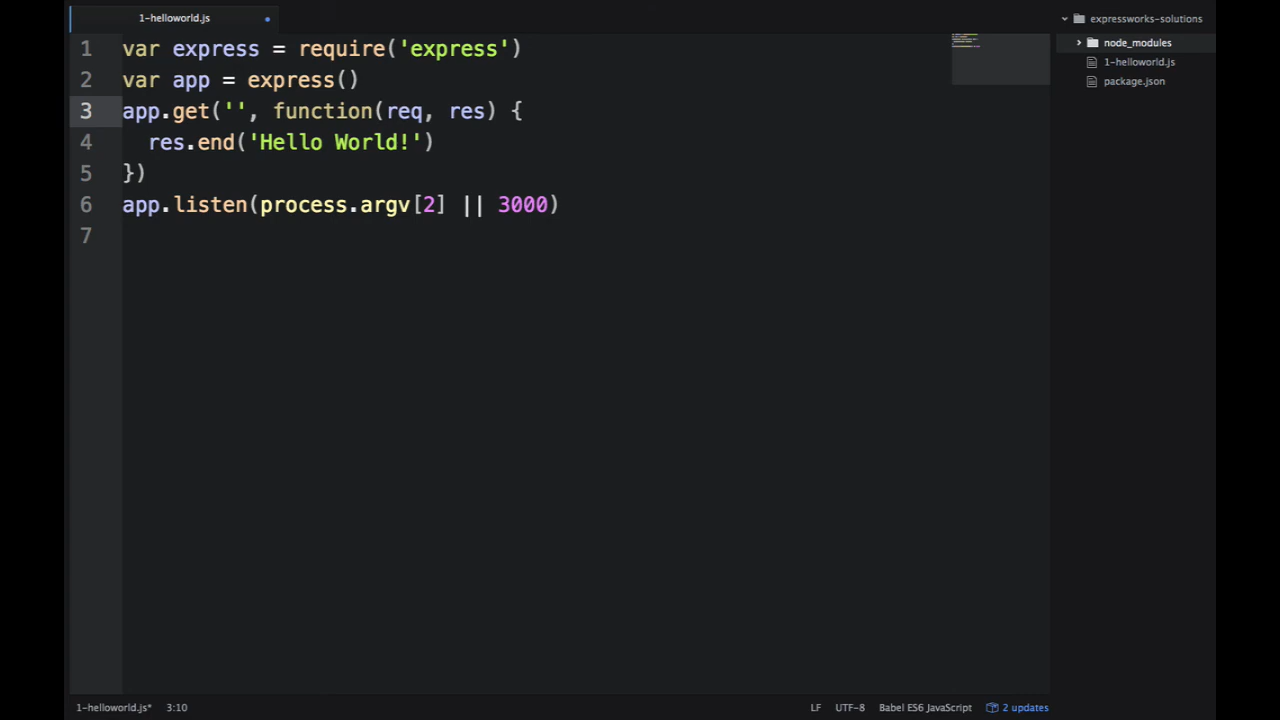 1-helloworld.js
1 var express = require('express')
2 var app = express()
3 app.get('', function(req, res) {
4   res.end('Hello World!')
5 })
6 app.listen(process.argv[2] || 3000)
7
expressworks-solutions
node_modules
1-helloworld.js
package.json
1-helloworld.js* 3:10 LF UTF-8 Babel ES6 JavaScript 2 updates